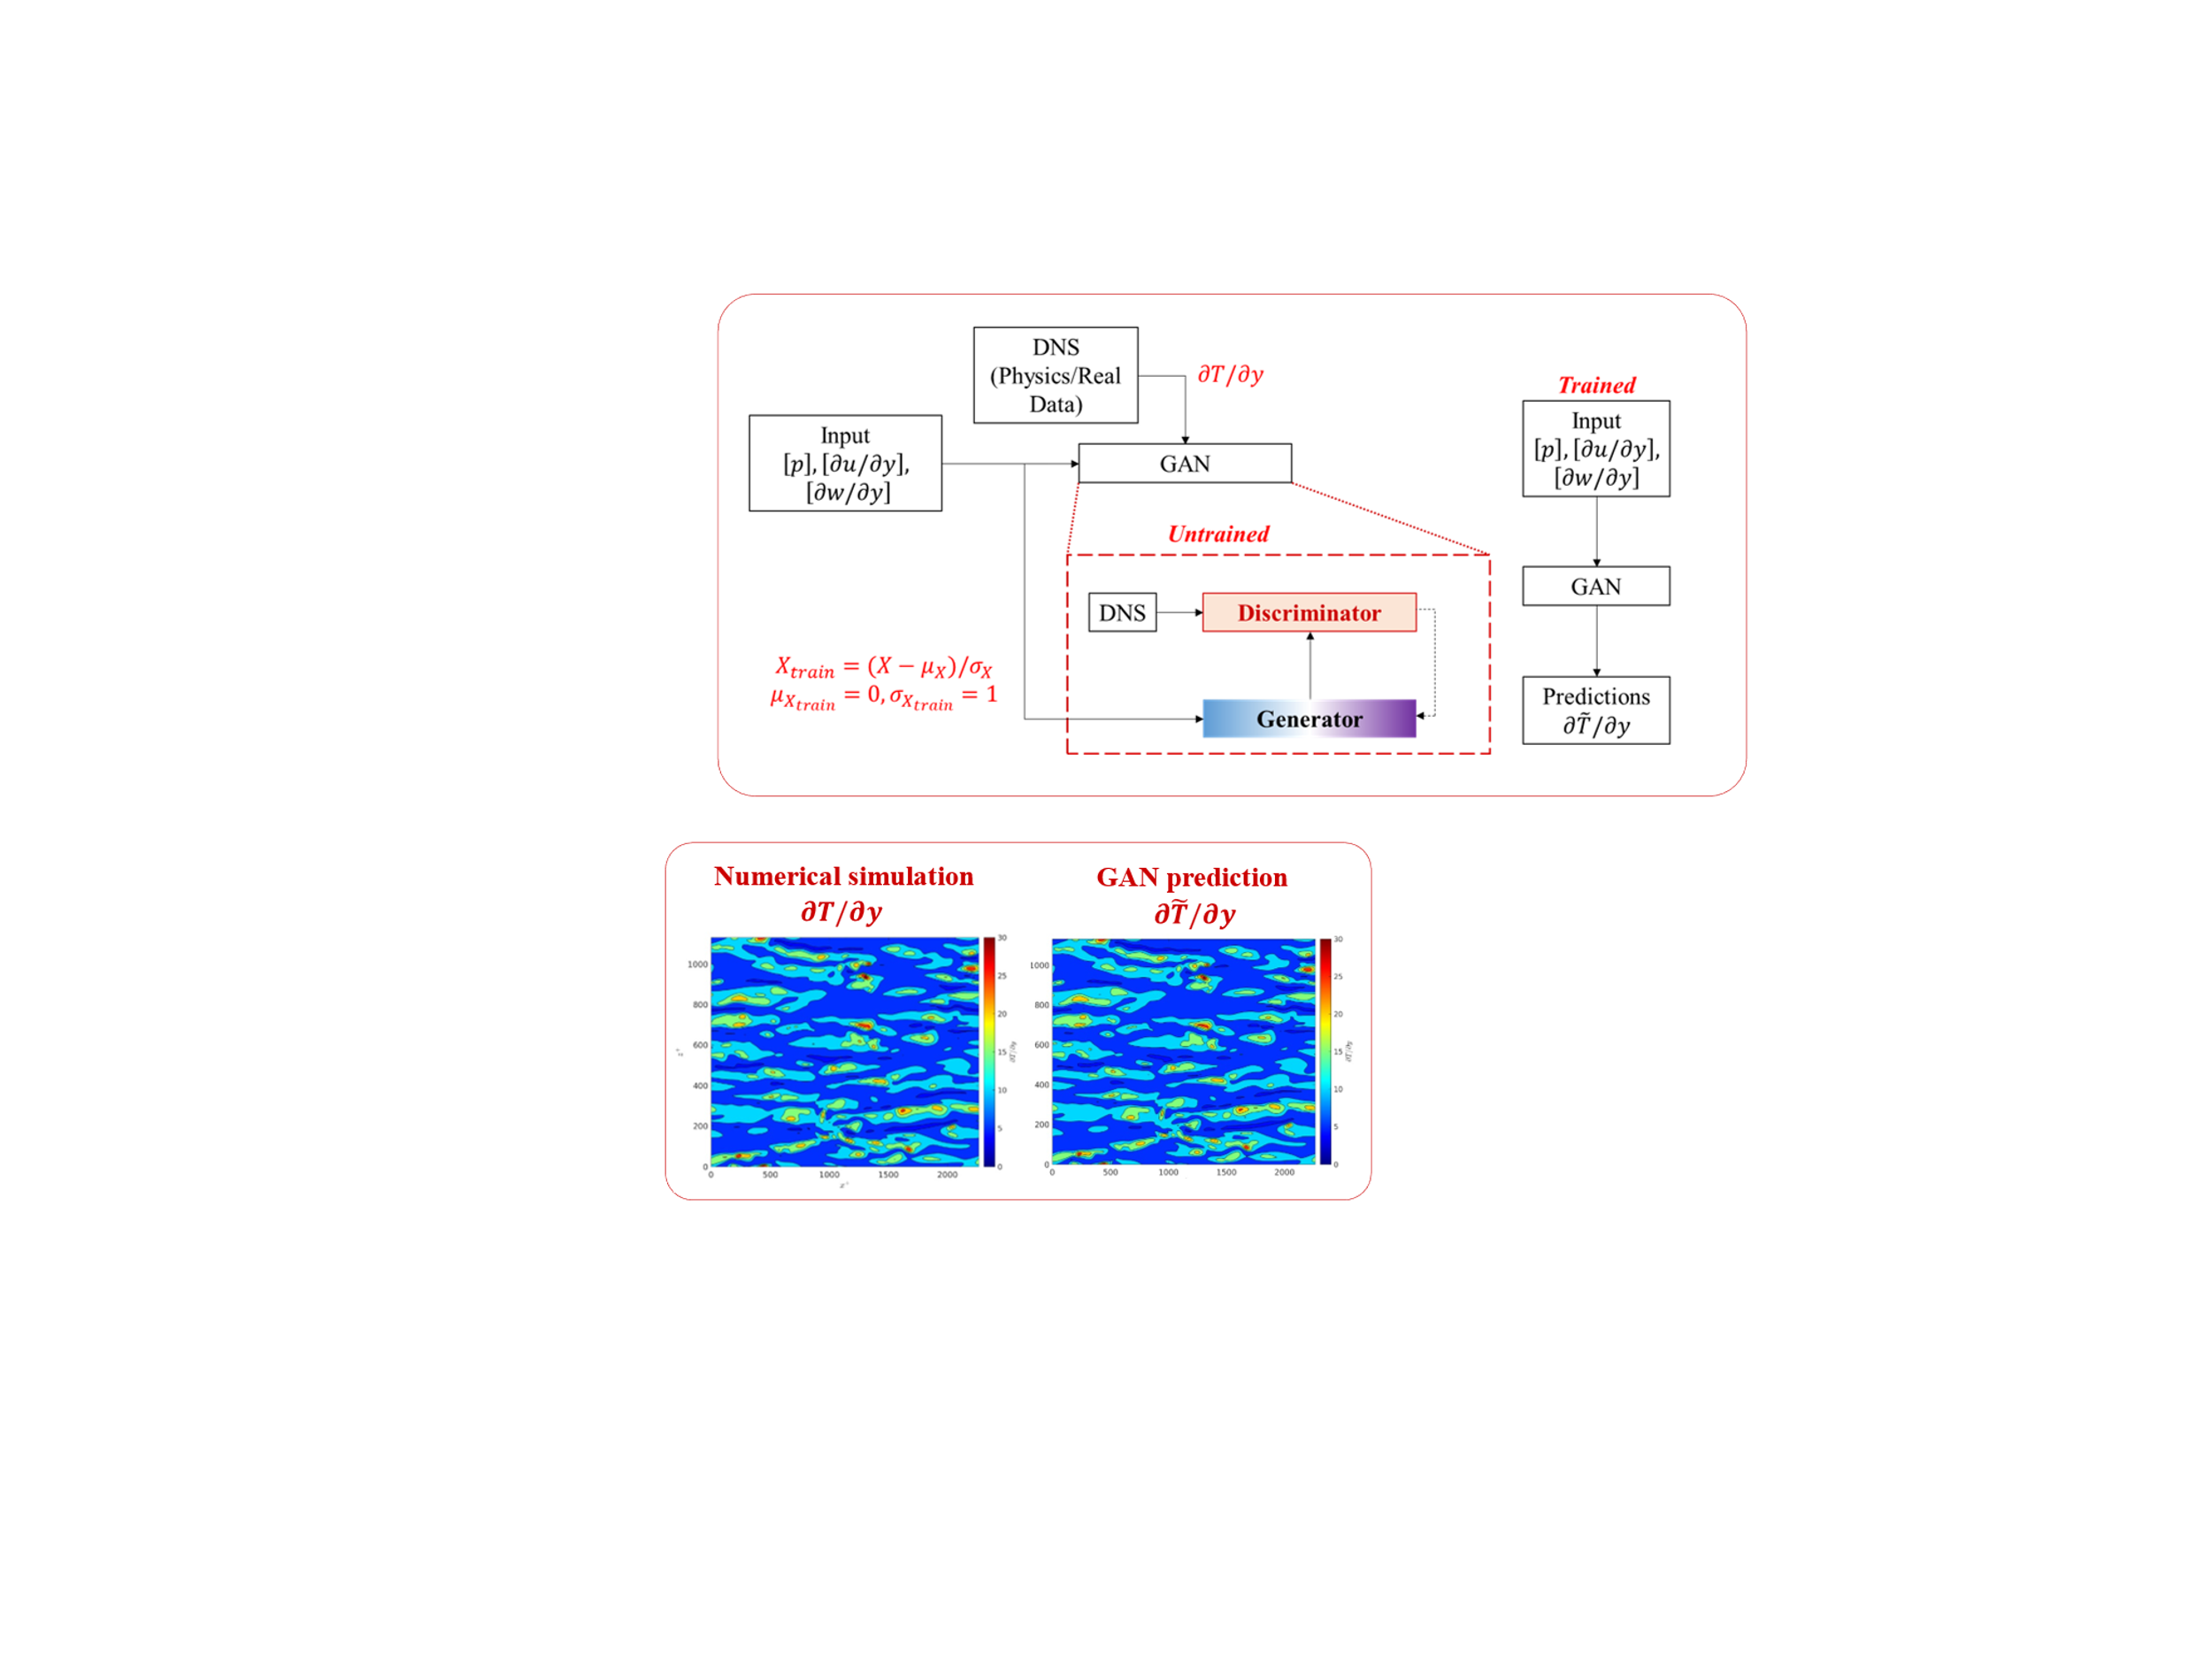 DNS
(Physics/Real
Data)
∂T/∂y
Input
[p], [∂u/∂y],
[∂w/∂y]
GAN
Untrained
DNS
Discriminator
Generator
X_train = (X − μ_X)/σ_X
μ_X_train = 0, σ_X_train = 1
Trained
Input
[p], [∂u/∂y],
[∂w/∂y]
GAN
Predictions
∂T̃/∂y
Numerical simulation
∂T/∂y
1000
800
600
400
200
0
0 500 1000 1500 2000
30
25
20
15
10
5
0
GAN prediction
∂T̃/∂y
1000
800
600
400
200
0
0 500 1000 1500 2000
30
25
20
15
10
5
0